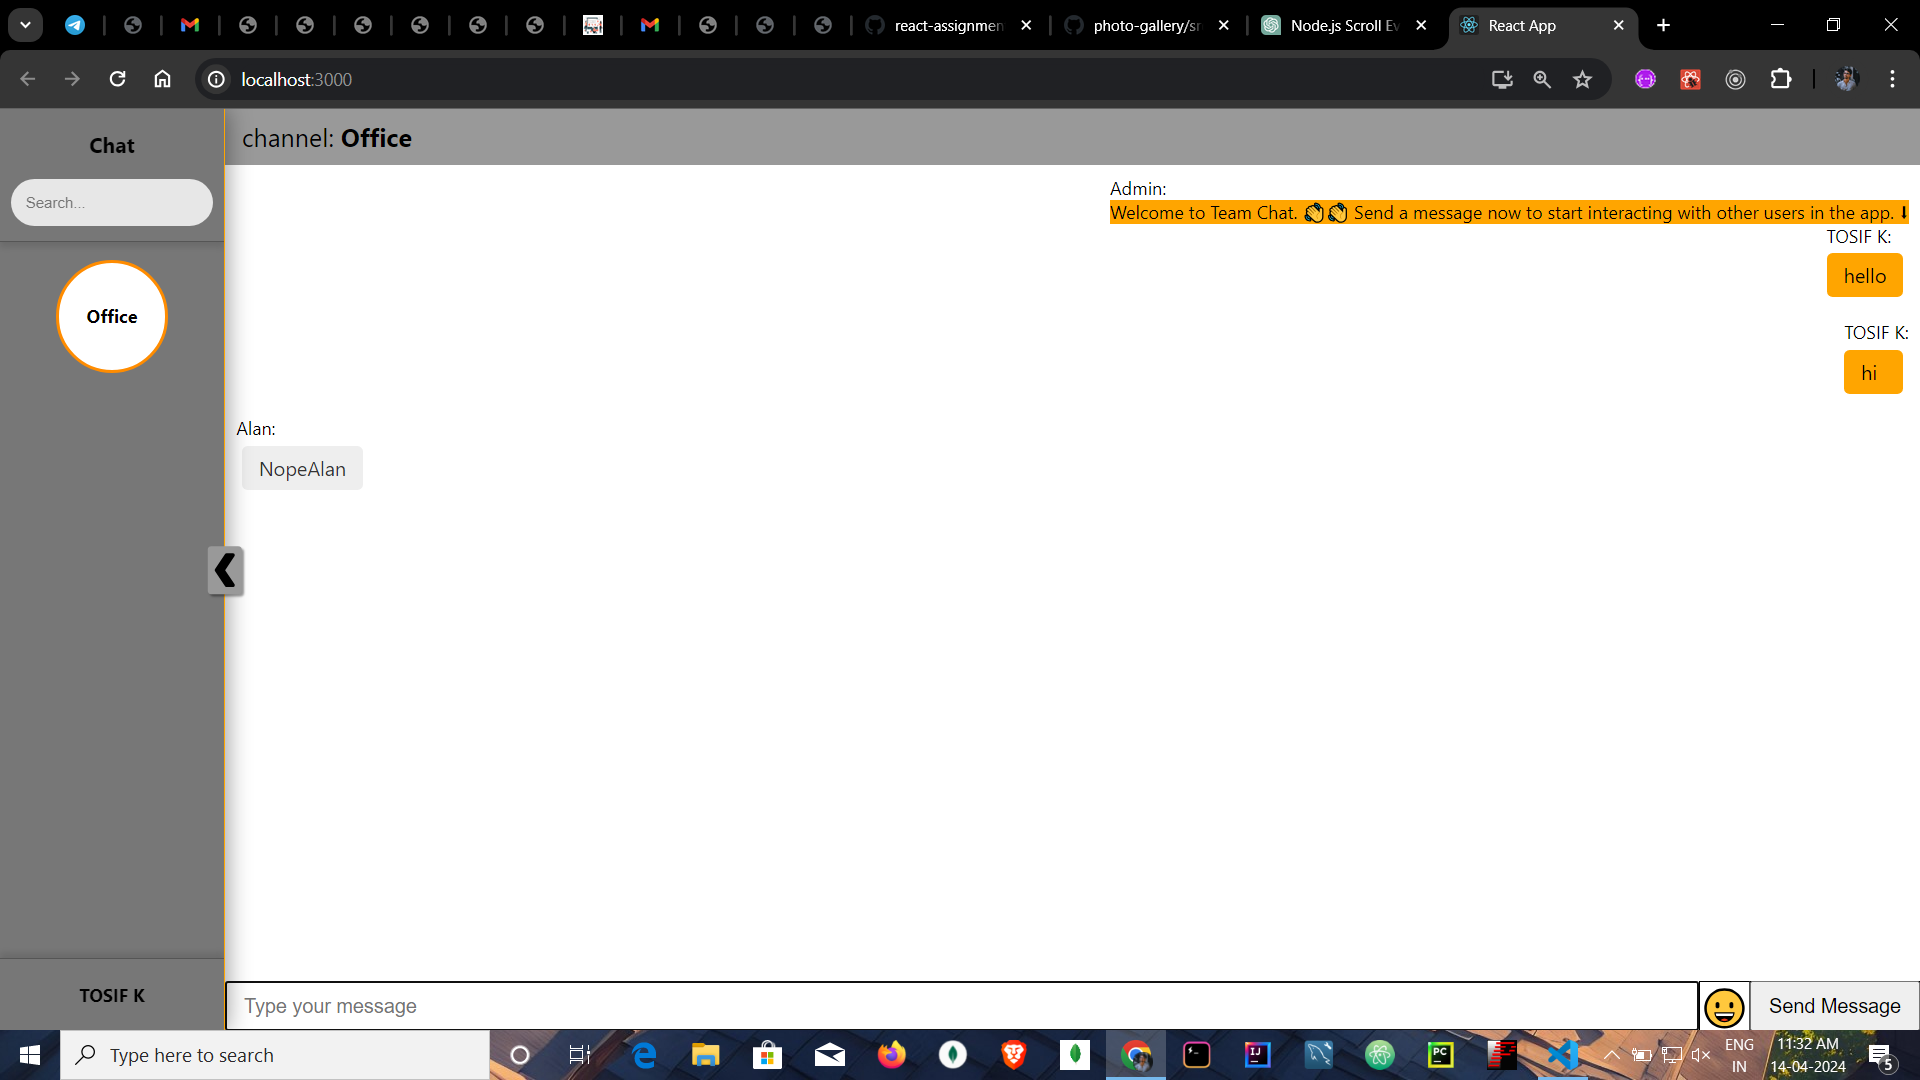 react-assignmen
photo-gallery/sr
Node.js Scroll Ev
React App
localhost:3000
Chat
Search...
Office
TOSIF K
channel: Office
Admin:
Welcome to Team Chat. 👏👏 Send a message now to start interacting with other users in the app. ⬇
TOSIF K:
hello
TOSIF K:
hi
Alan:
NopeAlan
❮
Type your message
😀
Send Message
Type here to search
ENG
IN
11:32 AM
14-04-2024
5
IJ
PC